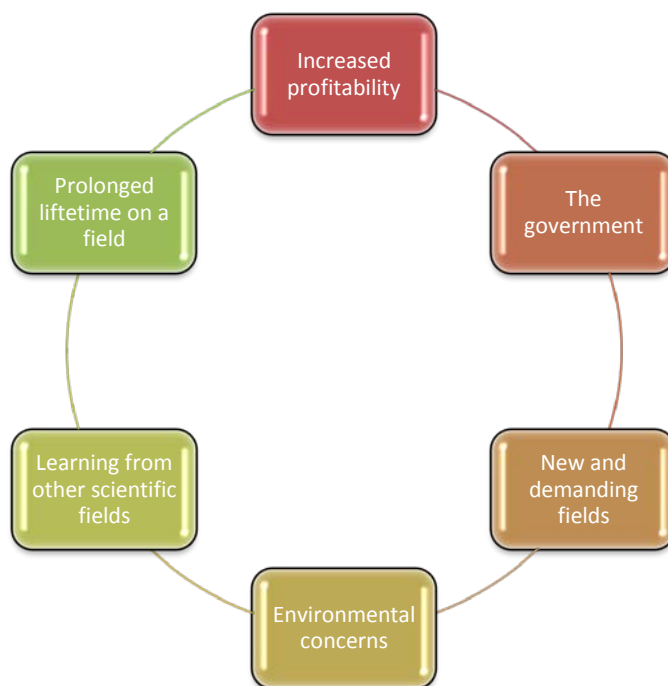 Increased
profitability
The
government
New and
demanding
fields
Environmental
concerns
Learning from
other scientific
fields
Prolonged
liftetime on a
field